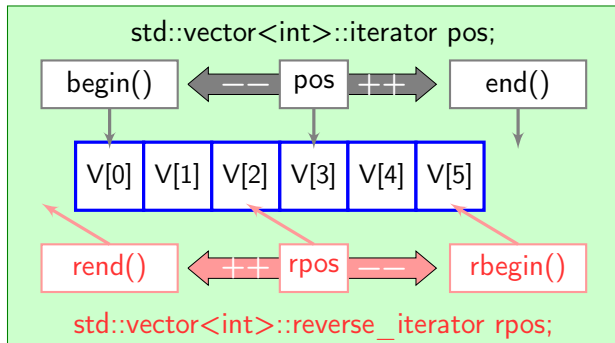 std::vector<int>::iterator pos;
begin() −− pos ++ end()
V[0] V[1] V[2] V[3] V[4] V[5]
rend() ++ rpos −− rbegin()
std::vector<int>::reverse_iterator rpos;